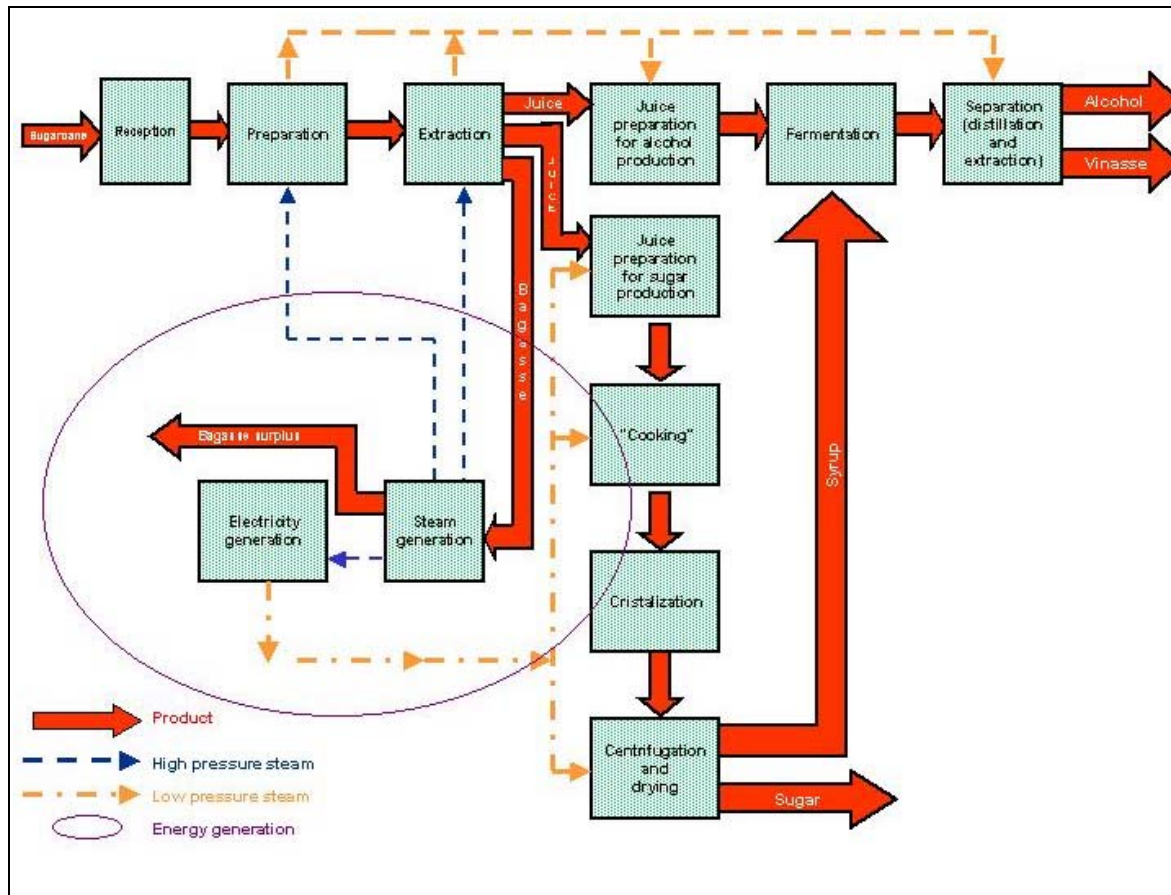 Sugarcane
Reception
Preparation
Extraction
Juice
Juice
preparation
for alcohol
production
Fermentation
Separation
(distillation
and
extraction)
Alcohol
Vinasse
Juice
Juice
preparation
for sugar
production
Bagasse
"Cooking"
Syrup
Bagasse surplus
Electricity
generation
Steam
generation
Cristalization
Centrifugation
and
drying
Sugar
Product
High pressure steam
Low pressure steam
Energy generation